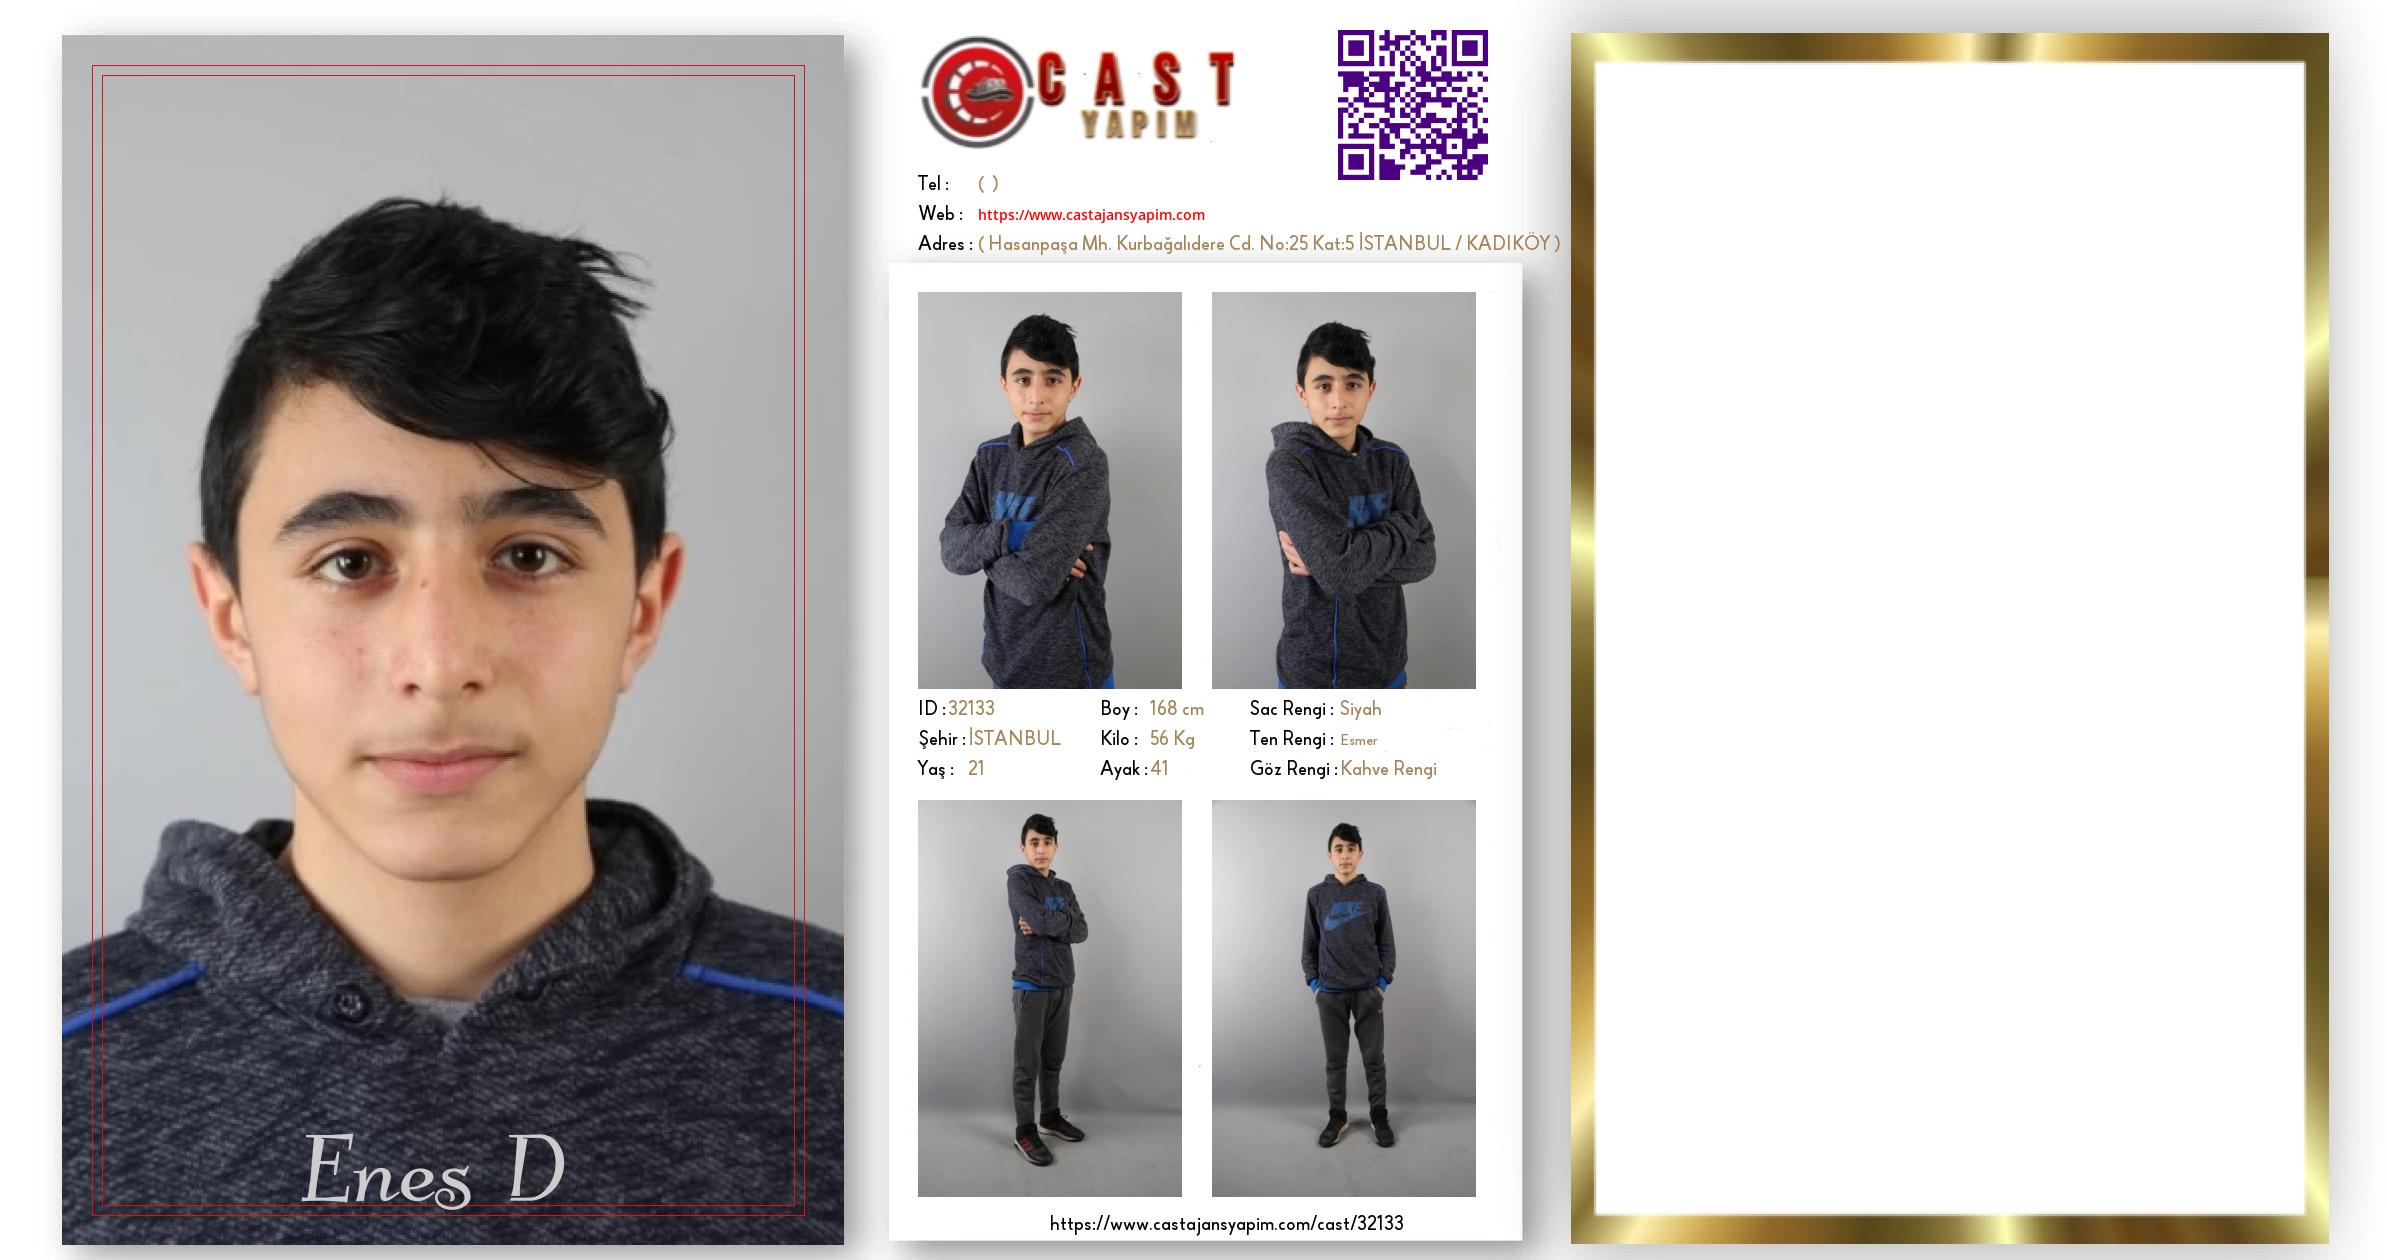 Enes D
CAST
YAPIM
Tel : ( )
Web : https://www.castajansyapim.com
Adres : ( Hasanpaşa Mh. Kurbağalıdere Cd. No:25 Kat:5 İSTANBUL / KADIKÖY )
NIKE
ID : 32133 Boy : 168 cm Sac Rengi : Siyah
Şehir : İSTANBUL Kilo : 56 Kg Ten Rengi : Esmer
Yaş : 21 Ayak : 41 Göz Rengi : Kahve Rengi
NIKE
https://www.castajansyapim.com/cast/32133